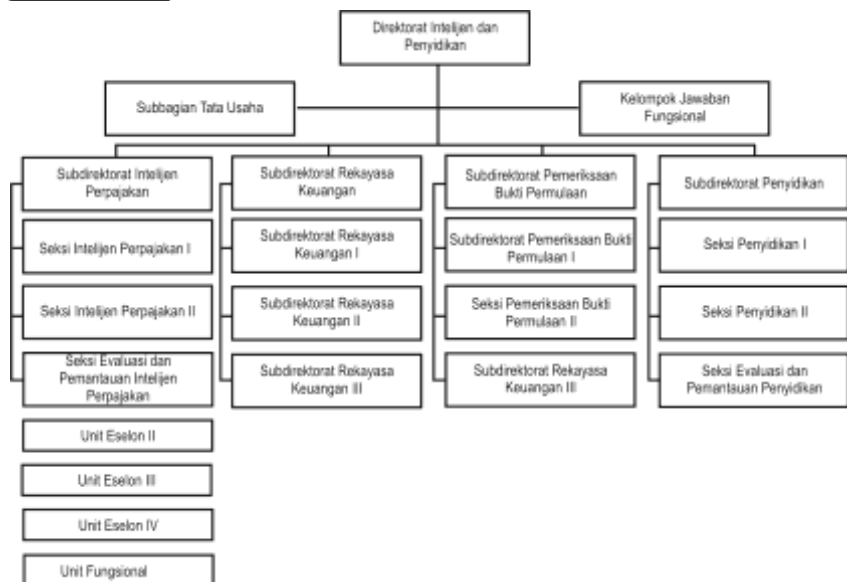 Direktorat Intelijen dan
Penyidikan
Subbagian Tata Usaha
Kelompok Jawaban
Fungsional
Subdirektorat Intelijen
Perpajakan
Subdirektorat Rekayasa
Keuangan
Subdirektorat Pemeriksaan
Bukti Permulaan
Subdirektorat Penyidikan
Seksi Intelijen Perpajakan I
Subdirektorat Rekayasa
Keuangan I
Subdirektorat Pemeriksaan Bukti
Permulaan I
Seksi Penyidikan I
Seksi Intelijen Perpajakan II
Subdirektorat Rekayasa
Keuangan II
Seksi Pemeriksaan Bukti
Permulaan II
Seksi Penyidikan II
Seksi Evaluasi dan
Pemantauan Intelijen
Perpajakan
Subdirektorat Rekayasa
Keuangan III
Subdirektorat Rekayasa
Keuangan III
Seksi Evaluasi dan
Pemantauan Penyidikan
Unit Eselon II
Unit Eselon III
Unit Eselon IV
Unit Fungsional